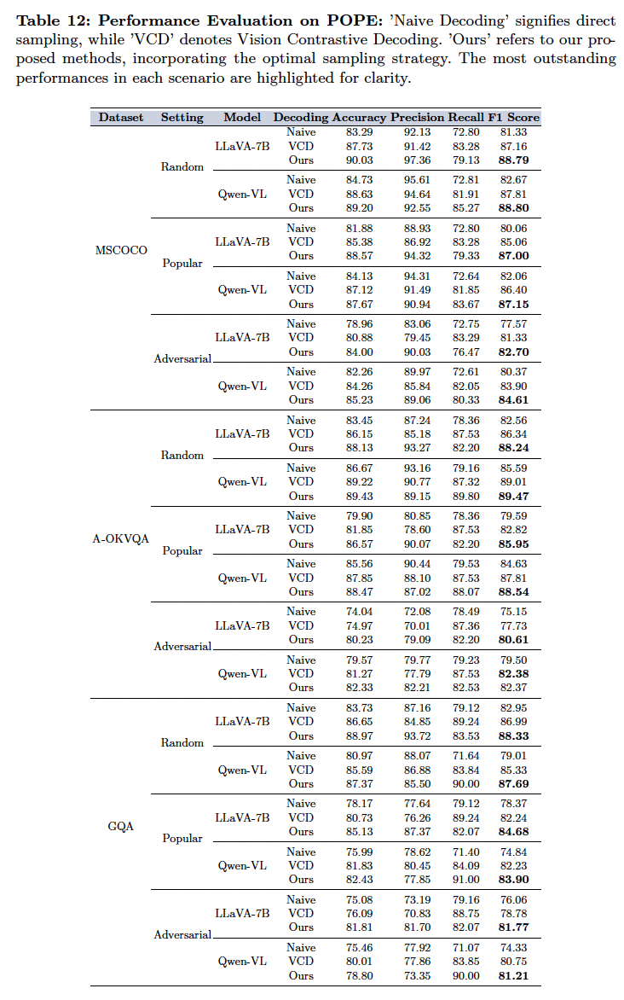 Table 12: Performance Evaluation on POPE: ’Naive Decoding’ signifies direct
sampling, while ’VCD’ denotes Vision Contrastive Decoding. ’Ours’ refers to our pro-
posed methods, incorporating the optimal sampling strategy. The most outstanding
performances in each scenario are highlighted for clarity.
Dataset Setting Model Decoding Accuracy Precision Recall F1 Score
Naive 83.29 92.13 72.80 81.33
LLaVA-7B VCD 87.73 91.42 83.28 87.16
Ours 90.03 97.36 79.13 88.79
Random
Naive 84.73 95.61 72.81 82.67
Qwen-VL VCD 88.63 94.64 81.91 87.81
Ours 89.20 92.55 85.27 88.80
Naive 81.88 88.93 72.80 80.06
LLaVA-7B VCD 85.38 86.92 83.28 85.06
MSCOCO
Ours 88.57 94.32 79.33 87.00
Popular
Naive 84.13 94.31 72.64 82.06
Qwen-VL VCD 87.12 91.49 81.85 86.40
Ours 87.67 90.94 83.67 87.15
Naive 78.96 83.06 72.75 77.57
LLaVA-7B VCD 80.88 79.45 83.29 81.33
Ours 84.00 90.03 76.47 82.70
Adversarial
Naive 82.26 89.97 72.61 80.37
Qwen-VL VCD 84.26 85.84 82.05 83.90
Ours 85.23 89.06 80.33 84.61
Naive 83.45 87.24 78.36 82.56
LLaVA-7B VCD 86.15 85.18 87.53 86.34
Ours 88.13 93.27 82.20 88.24
Random
Naive 86.67 93.16 79.16 85.59
Qwen-VL VCD 89.22 90.77 87.32 89.01
Ours 89.43 89.15 89.80 89.47
Naive 79.90 80.85 78.36 79.59
LLaVA-7B VCD 81.85 78.60 87.53 82.82
A-OKVQA
Ours 86.57 90.07 82.20 85.95
Popular
Naive 85.56 90.44 79.53 84.63
Qwen-VL VCD 87.85 88.10 87.53 87.81
Ours 88.47 87.02 88.07 88.54
Naive 74.04 72.08 78.49 75.15
LLaVA-7B VCD 74.97 70.01 87.36 77.73
Ours 80.23 79.09 82.20 80.61
Adversarial
Naive 79.57 79.77 79.23 79.50
Qwen-VL VCD 81.27 77.79 87.53 82.38
Ours 82.33 82.21 82.53 82.37
Naive 83.73 87.16 79.12 82.95
LLaVA-7B VCD 86.65 84.85 89.24 86.99
Ours 88.97 93.72 83.53 88.33
Random
Naive 80.97 88.07 71.64 79.01
Qwen-VL VCD 85.59 86.88 83.84 85.33
Ours 87.37 85.50 90.00 87.69
Naive 78.17 77.64 79.12 78.37
LLaVA-7B VCD 80.73 76.26 89.24 82.24
GQA
Ours 85.13 87.37 82.07 84.68
Popular
Naive 75.99 78.62 71.40 74.84
Qwen-VL VCD 81.83 80.45 84.09 82.23
Ours 82.43 77.85 91.00 83.90
Naive 75.08 73.19 79.16 76.06
LLaVA-7B VCD 76.09 70.83 88.75 78.78
Ours 81.81 81.70 82.07 81.77
Adversarial
Naive 75.46 77.92 71.07 74.33
Qwen-VL VCD 80.01 77.86 83.85 80.75
Ours 78.80 73.35 90.00 81.21